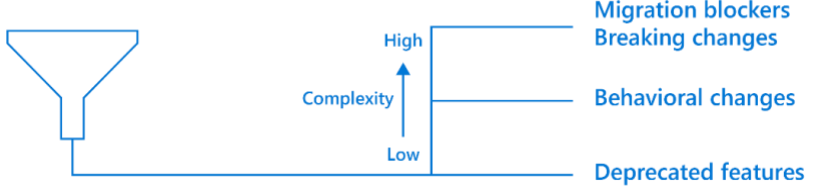 Migration blockers
High
Breaking changes
Complexity
Behavioral changes
Low
Deprecated features